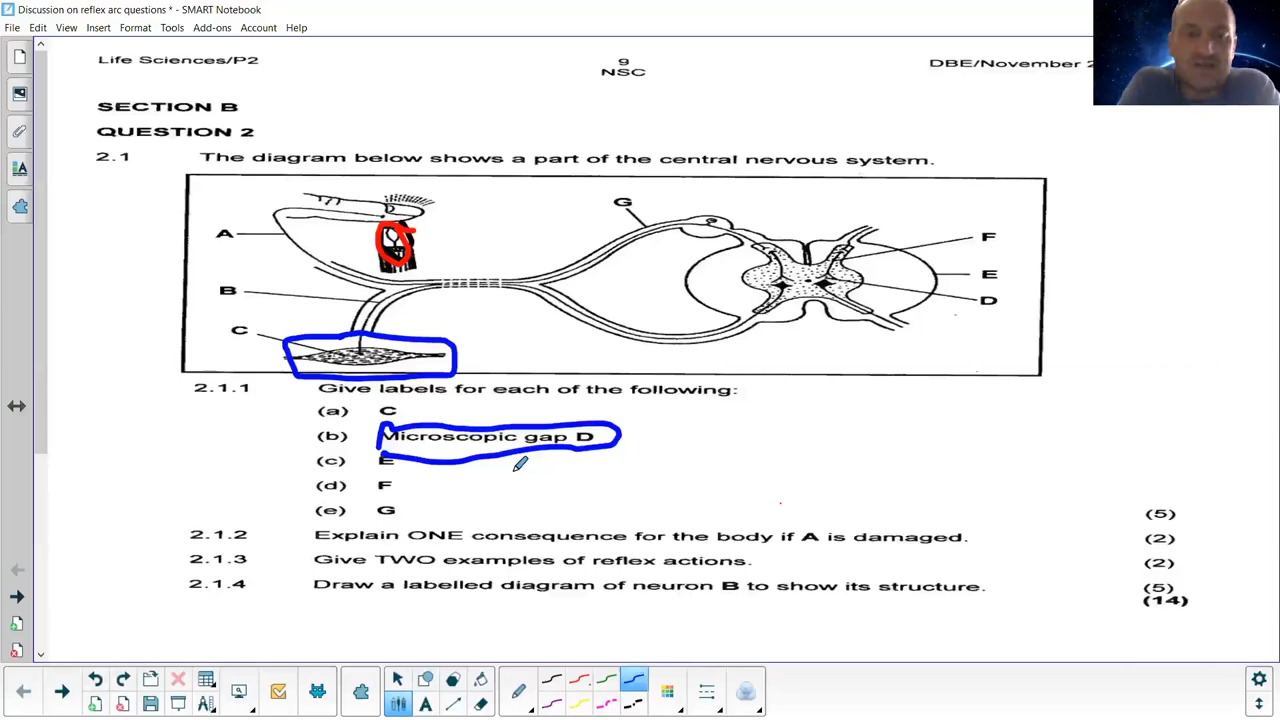 Discussion on reflex arc questions * - SMART Notebook
File Edit View Insert Format Tools Add-ons Account Help
Life Sciences/P2 9 DBE/November 2
NSC
SECTION B
QUESTION 2
2.1 The diagram below shows a part of the central nervous system.
G
A
F
E
B
D
C
2.1.1 Give labels for each of the following:
(a) C
(b) Microscopic gap D
(c) E
(d) F
(e) G (5)
2.1.2 Explain ONE consequence for the body if A is damaged. (2)
2.1.3 Give TWO examples of reflex actions. (2)
2.1.4 Draw a labelled diagram of neuron B to show its structure. (5)
(14)